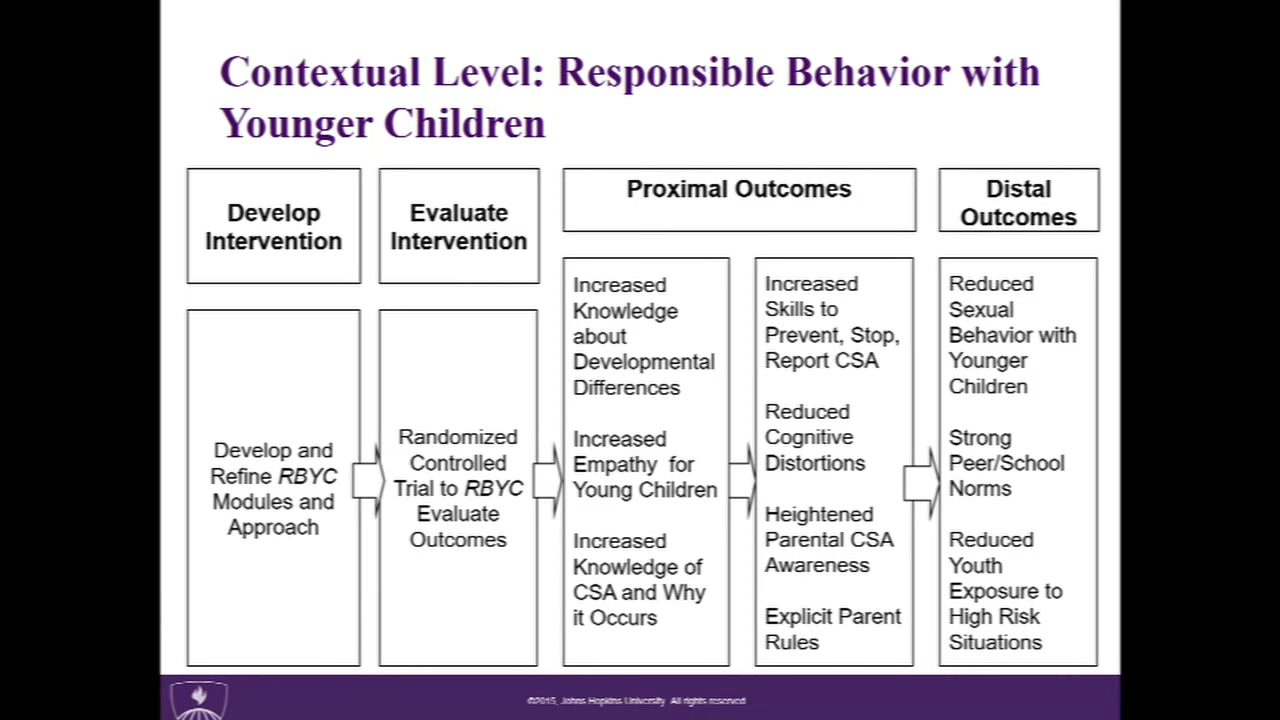 Contextual Level: Responsible Behavior with
Younger Children
Develop
Intervention
Evaluate
Intervention
Proximal Outcomes
Distal
Outcomes
Develop and
Refine RBYC
Modules and
Approach
Randomized
Controlled
Trial to RBYC
Evaluate
Outcomes
Increased
Knowledge
about
Developmental
Differences
Increased
Empathy for
Young Children
Increased
Knowledge of
CSA and Why
it Occurs
Increased
Skills to
Prevent, Stop,
Report CSA
Reduced
Cognitive
Distortions
Heightened
Parental CSA
Awareness
Explicit Parent
Rules
Reduced
Sexual
Behavior with
Younger
Children
Strong
Peer/School
Norms
Reduced
Youth
Exposure to
High Risk
Situations
©2015, Johns Hopkins University. All rights reserved.